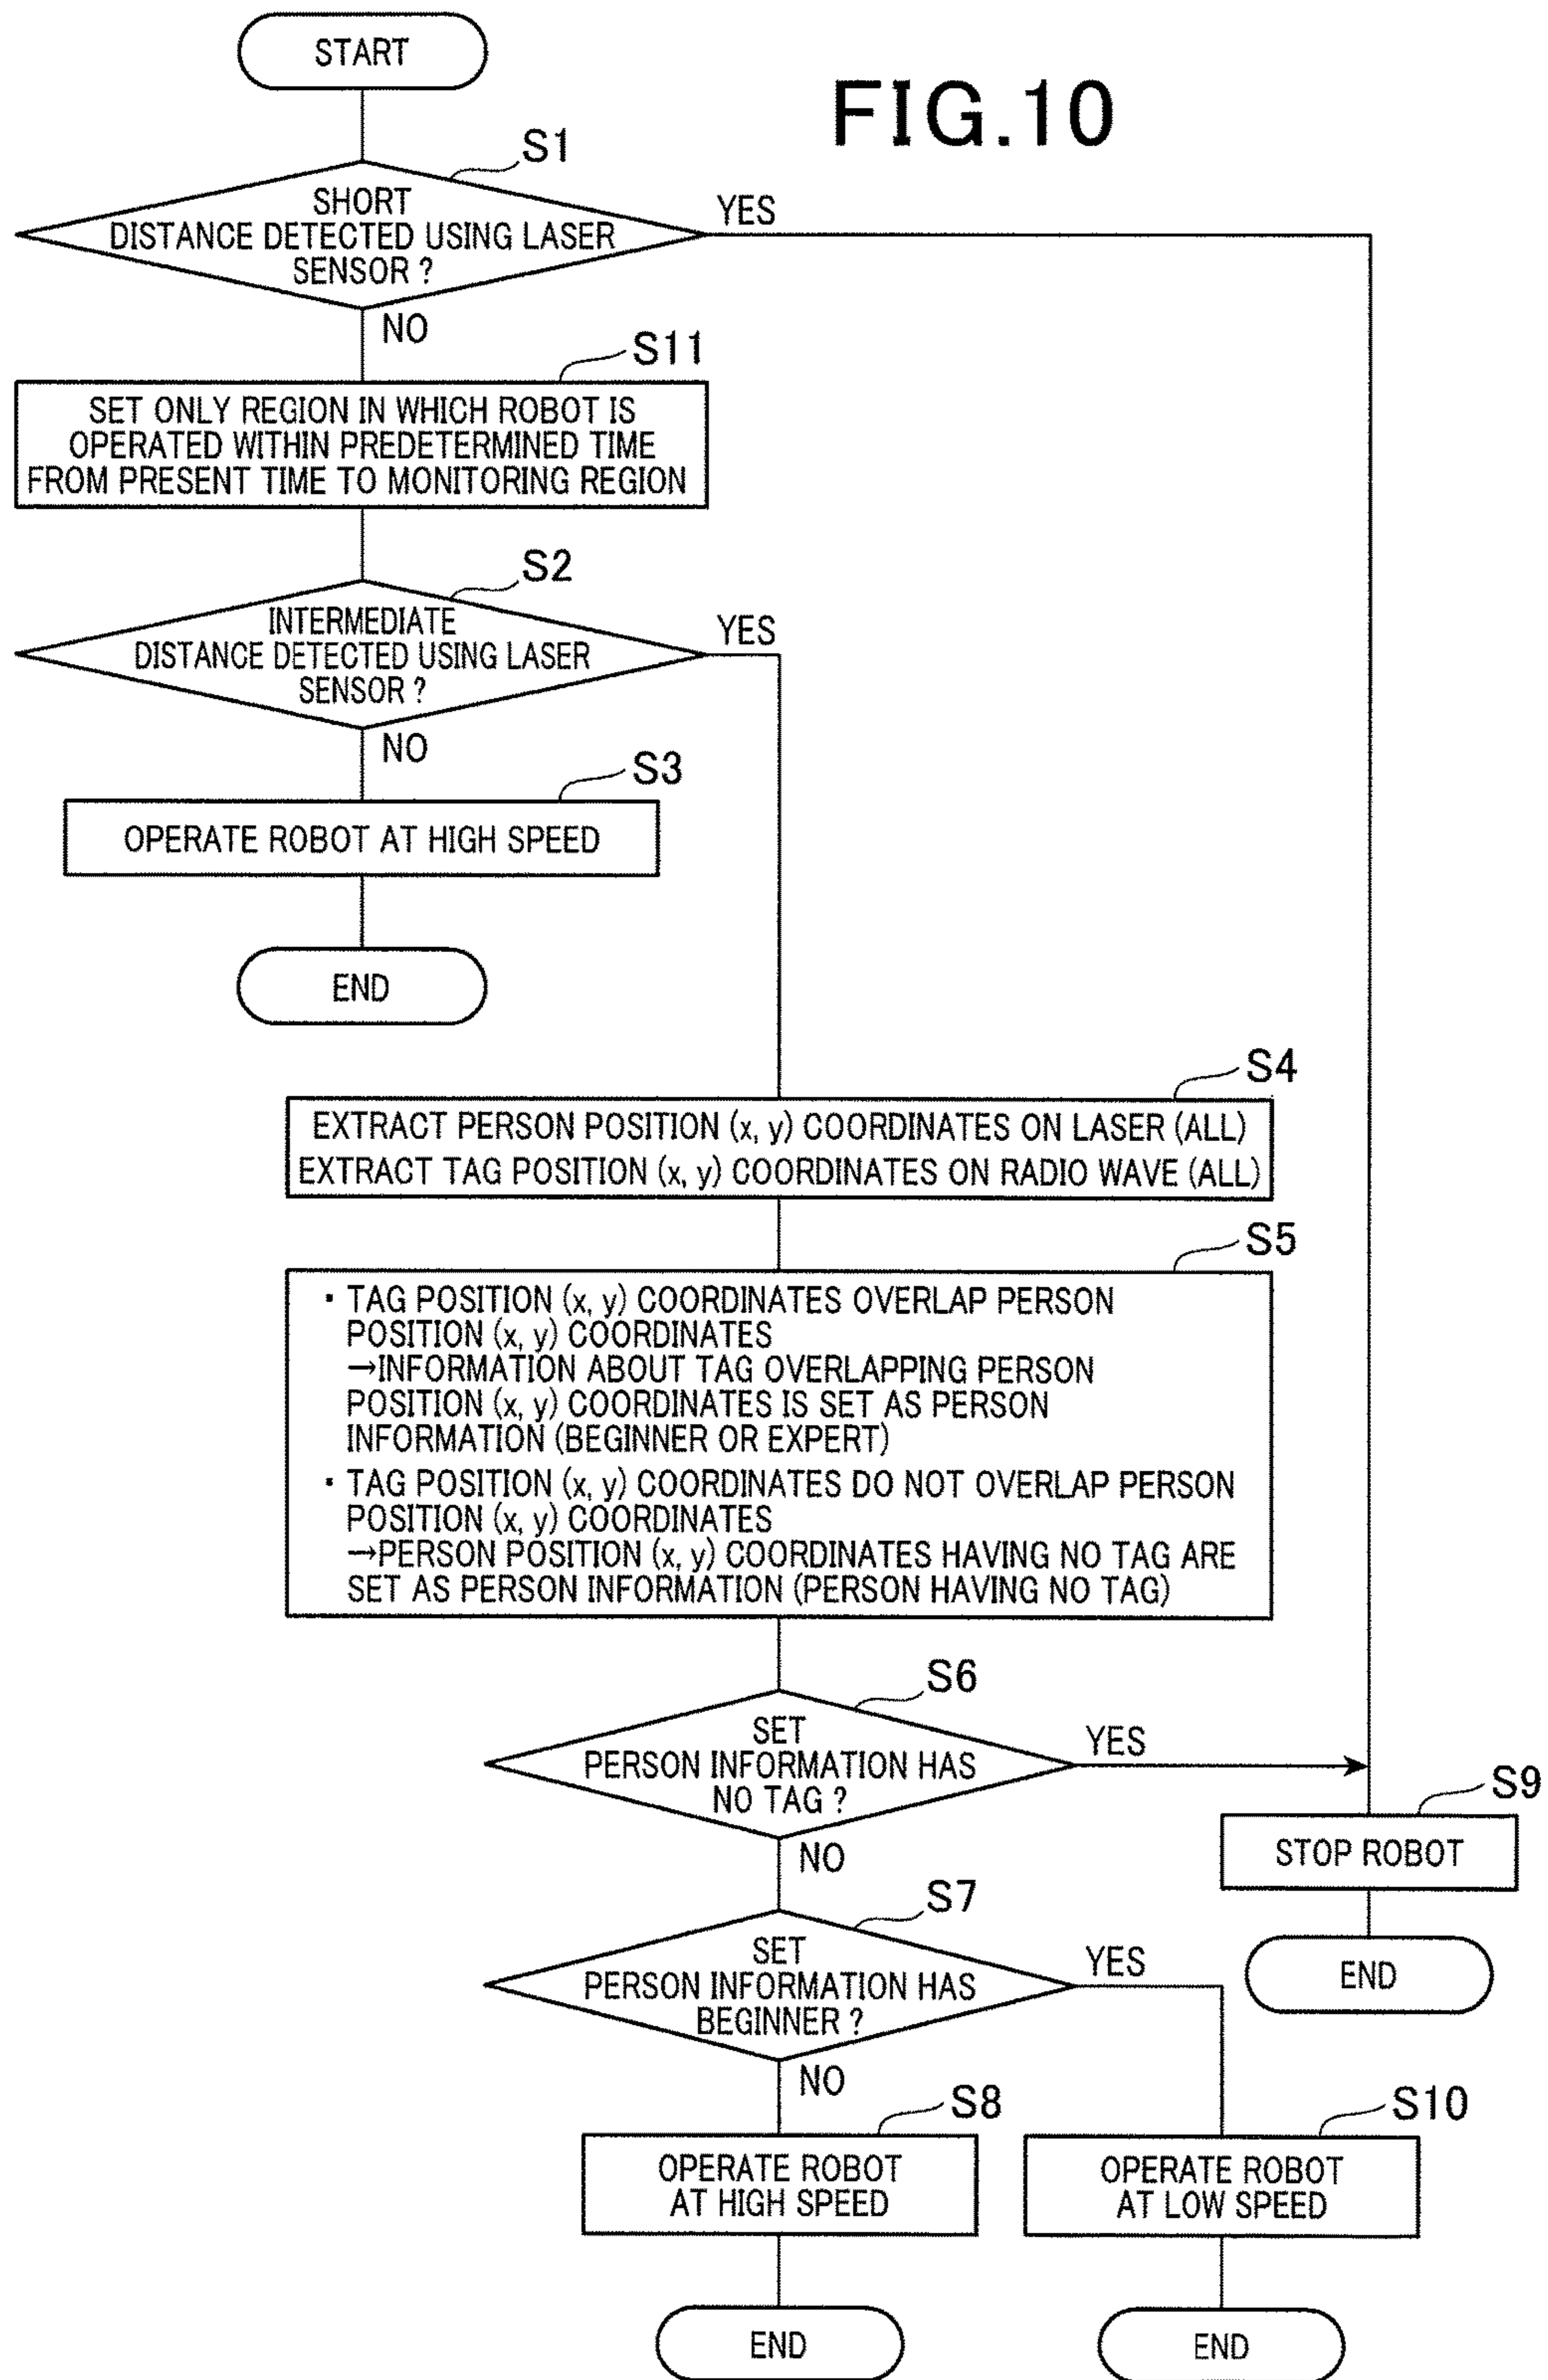 START
FIG.10
S1
SHORT
DISTANCE DETECTED USING LASER
SENSOR ?
YES
NO
S11
SET ONLY REGION IN WHICH ROBOT IS
OPERATED WITHIN PREDETERMINED TIME
FROM PRESENT TIME TO MONITORING REGION
S2
INTERMEDIATE
DISTANCE DETECTED USING LASER
SENSOR ?
YES
NO
S3
OPERATE ROBOT AT HIGH SPEED
END
S4
EXTRACT PERSON POSITION (x, y) COORDINATES ON LASER (ALL)
EXTRACT TAG POSITION (x, y) COORDINATES ON RADIO WAVE (ALL)
S5
・ TAG POSITION (x, y) COORDINATES OVERLAP PERSON
POSITION (x, y) COORDINATES
→INFORMATION ABOUT TAG OVERLAPPING PERSON
POSITION (x, y) COORDINATES IS SET AS PERSON
INFORMATION (BEGINNER OR EXPERT)
・ TAG POSITION (x, y) COORDINATES DO NOT OVERLAP PERSON
POSITION (x, y) COORDINATES
→PERSON POSITION (x, y) COORDINATES HAVING NO TAG ARE
SET AS PERSON INFORMATION (PERSON HAVING NO TAG)
S6
SET
PERSON INFORMATION HAS
NO TAG ?
YES
NO
S9
STOP ROBOT
END
S7
SET
PERSON INFORMATION HAS
BEGINNER ?
YES
NO
S8
OPERATE ROBOT
AT HIGH SPEED
END
S10
OPERATE ROBOT
AT LOW SPEED
END